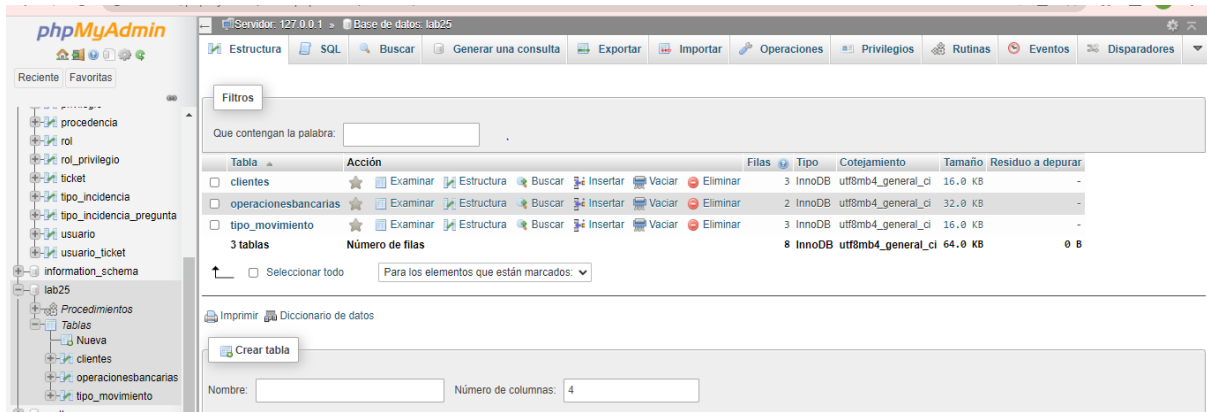 phpMyAdmin
Reciente Favoritas
procedencia
rol
rol_privilegio
ticket
tipo_incidencia
tipo_incidencia_pregunta
usuario
usuario_ticket
information_schema
lab25
Procedimientos
Tablas
Nueva
clientes
operacionesbancarias
tipo_movimiento
Servidor: 127.0.0.1 » Base de datos: lab25
Estructura SQL Buscar Generar una consulta Exportar Importar Operaciones Privilegios Rutinas Eventos Disparadores
Filtros
Que contengan la palabra:
Tabla Acción Filas Tipo Cotejamiento Tamaño Residuo a depurar
clientes Examinar Estructura Buscar Insertar Vaciar Eliminar 3 InnoDB utf8mb4_general_ci 16.0 KB -
operacionesbancarias Examinar Estructura Buscar Insertar Vaciar Eliminar 2 InnoDB utf8mb4_general_ci 32.0 KB -
tipo_movimiento Examinar Estructura Buscar Insertar Vaciar Eliminar 3 InnoDB utf8mb4_general_ci 16.0 KB -
3 tablas Número de filas 8 InnoDB utf8mb4_general_ci 64.0 KB 0 B
Seleccionar todo Para los elementos que están marcados:
Imprimir Diccionario de datos
Crear tabla
Nombre: Número de columnas: 4